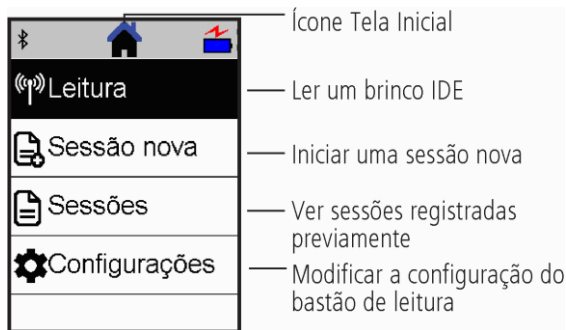 Ícone Tela Inicial
Leitura
Ler um brinco IDE
Sessão nova
Iniciar uma sessão nova
Sessões
Ver sessões registradas
previamente
Configurações
Modificar a configuração do
bastão de leitura